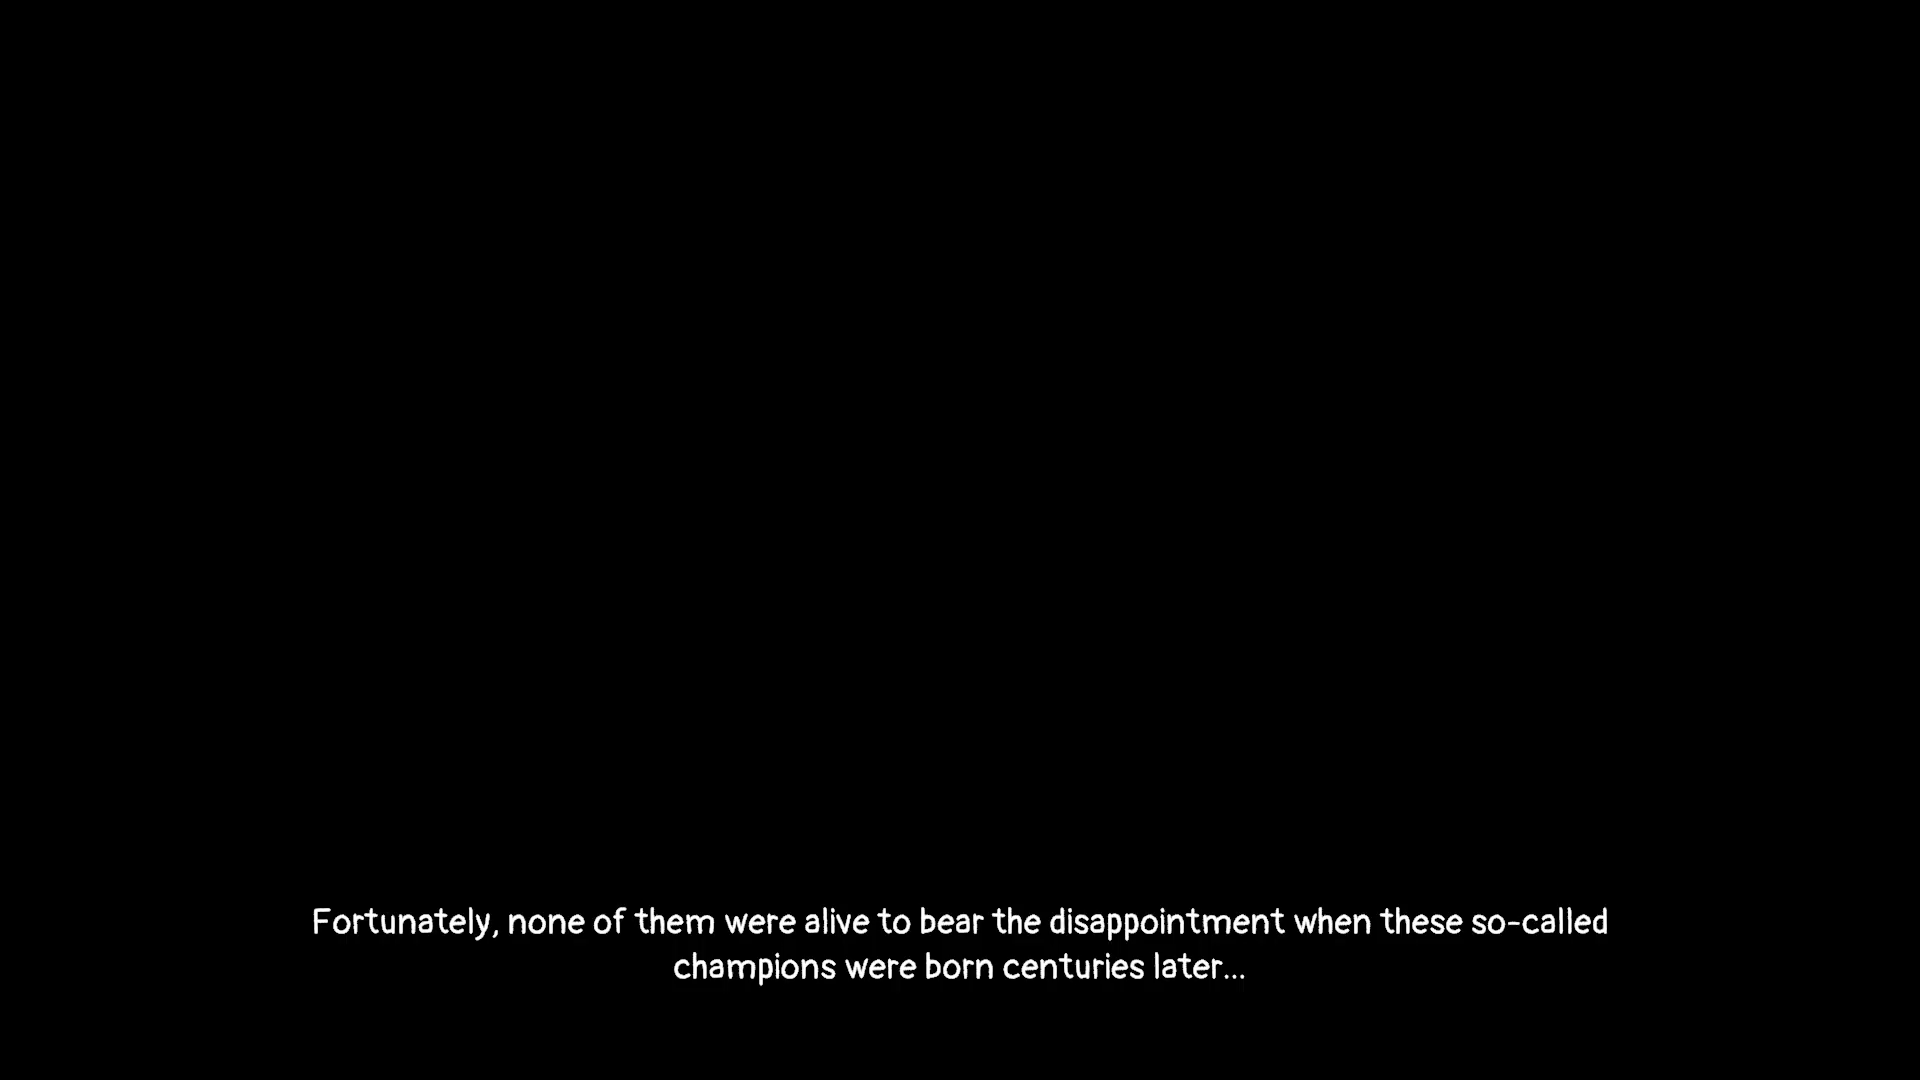 Fortunately, none of them were alive to bear the disappointment when these so-called
champions were born centuries later...